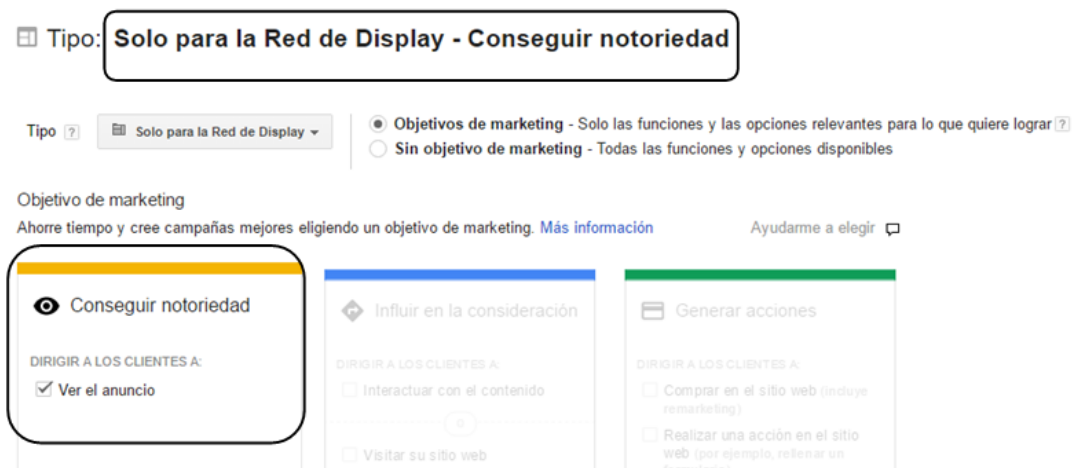 Tipo: Solo para la Red de Display - Conseguir notoriedad
Tipo ? Solo para la Red de Display
Objetivos de marketing - Solo las funciones y las opciones relevantes para lo que quiere lograr ?
Sin objetivo de marketing - Todas las funciones y opciones disponibles
Objetivo de marketing
Ahorre tiempo y cree campañas mejores eligiendo un objetivo de marketing. Más información
Ayudarme a elegir
Conseguir notoriedad
DIRIGIR A LOS CLIENTES A:
Ver el anuncio
Influir en la consideración
DIRIGIR A LOS CLIENTES A:
Interactuar con el contenido
Visitar su sitio web
Generar acciones
DIRIGIR A LOS CLIENTES A:
Comprar en el sitio web (incluye
remarketing)
Realizar una acción en el sitio
web (por ejemplo, rellenar un